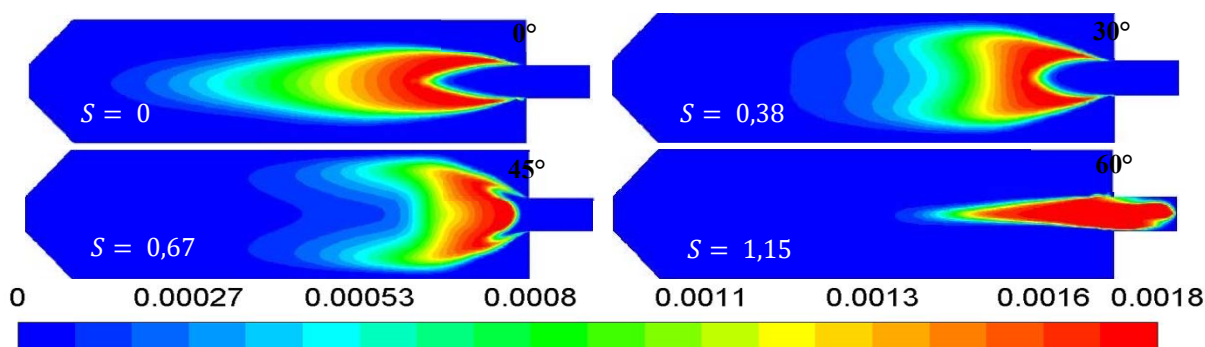 0°
30°
S = 0
S = 0,38
45°
60°
S = 0,67
S = 1,15
0 0.00027 0.00053 0.0008 0.0011 0.0013 0.0016 0.0018